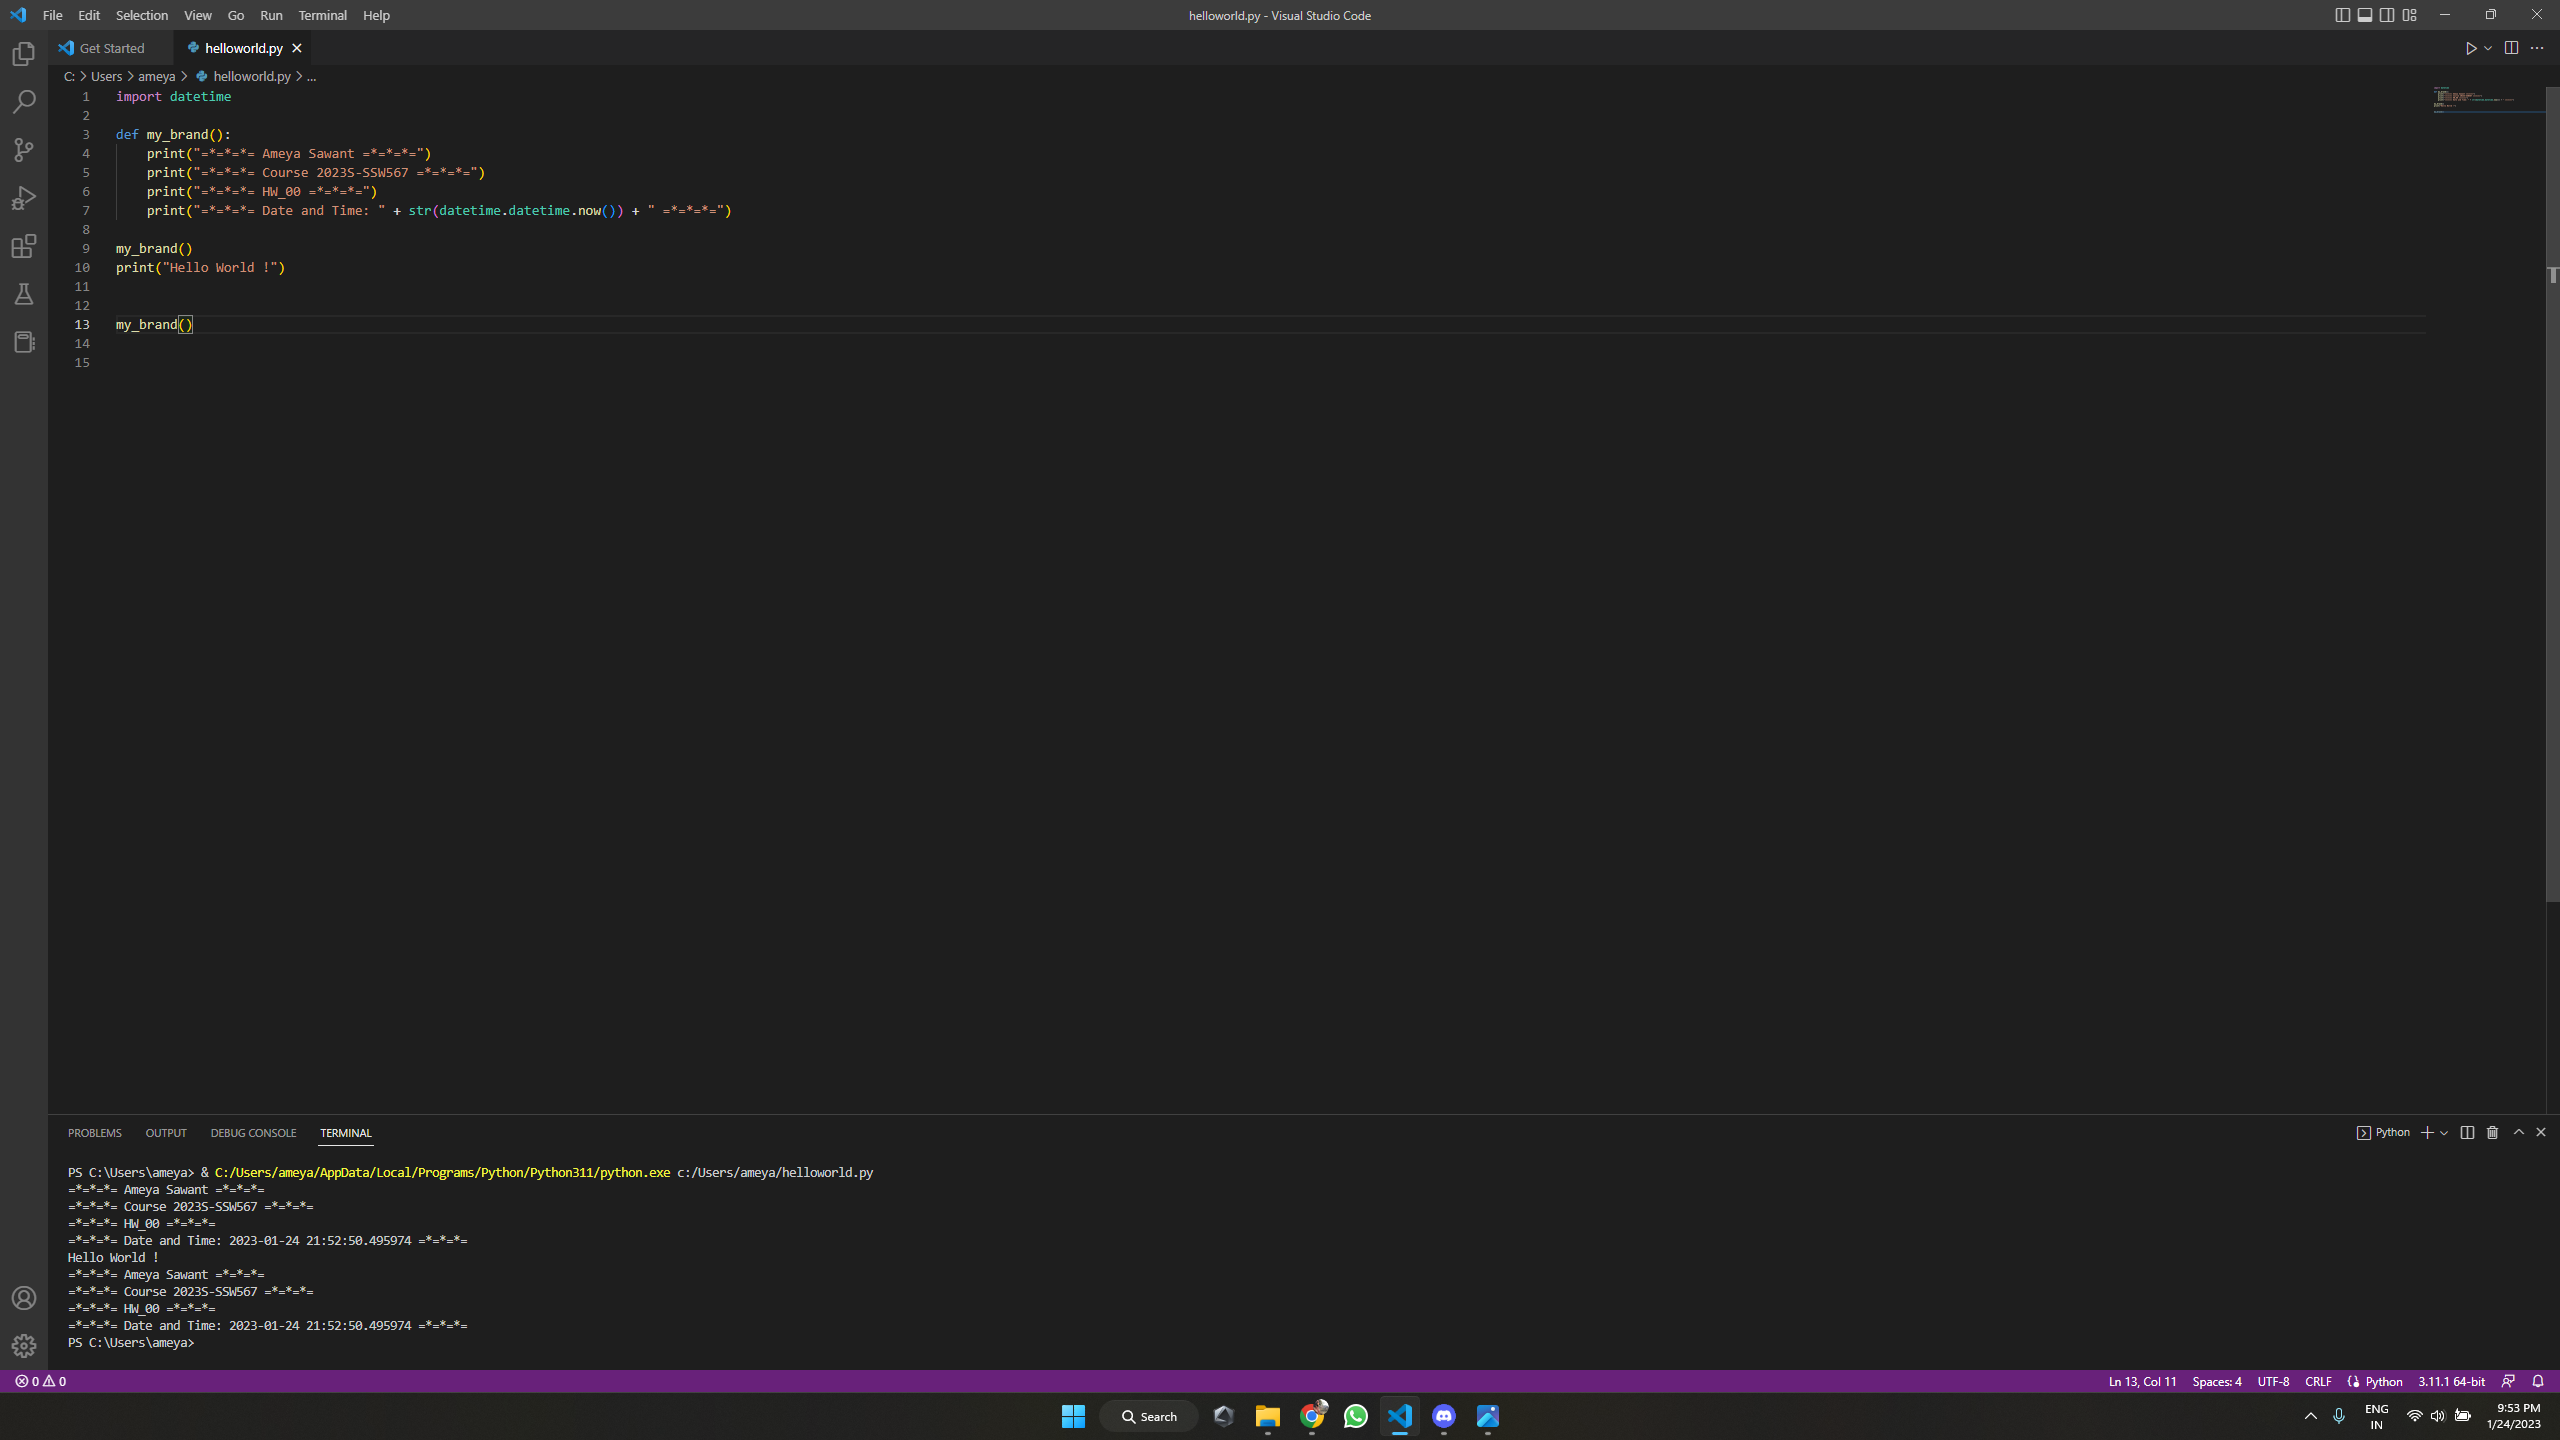 File Edit Selection View Go Run Terminal Help
helloworld.py - Visual Studio Code
Get Started
helloworld.py
C: > Users > ameya > helloworld.py > ...
1 import datetime
2
3 def my_brand():
4 print("=*=*=*= Ameya Sawant =*=*=*=")
5 print("=*=*=*= Course 2023S-SSW567 =*=*=*=")
6 print("=*=*=*= HW_00 =*=*=*=")
7 print("=*=*=*= Date and Time: " + str(datetime.datetime.now()) + " =*=*=*=")
8
9 my_brand()
10 print("Hello World !")
11
12
13 my_brand()
14
15
PROBLEMS OUTPUT DEBUG CONSOLE TERMINAL
Python
PS C:\Users\ameya> & C:/Users/ameya/AppData/Local/Programs/Python/Python311/python.exe c:/Users/ameya/helloworld.py
=*=*=*= Ameya Sawant =*=*=*=
=*=*=*= Course 2023S-SSW567 =*=*=*=
=*=*=*= HW_00 =*=*=*=
=*=*=*= Date and Time: 2023-01-24 21:52:50.495974 =*=*=*=
Hello World !
=*=*=*= Ameya Sawant =*=*=*=
=*=*=*= Course 2023S-SSW567 =*=*=*=
=*=*=*= HW_00 =*=*=*=
=*=*=*= Date and Time: 2023-01-24 21:52:50.495974 =*=*=*=
PS C:\Users\ameya>
0 0
Ln 13, Col 11 Spaces: 4 UTF-8 CRLF Python 3.11.1 64-bit
Search
ENG
IN
9:53 PM
1/24/2023